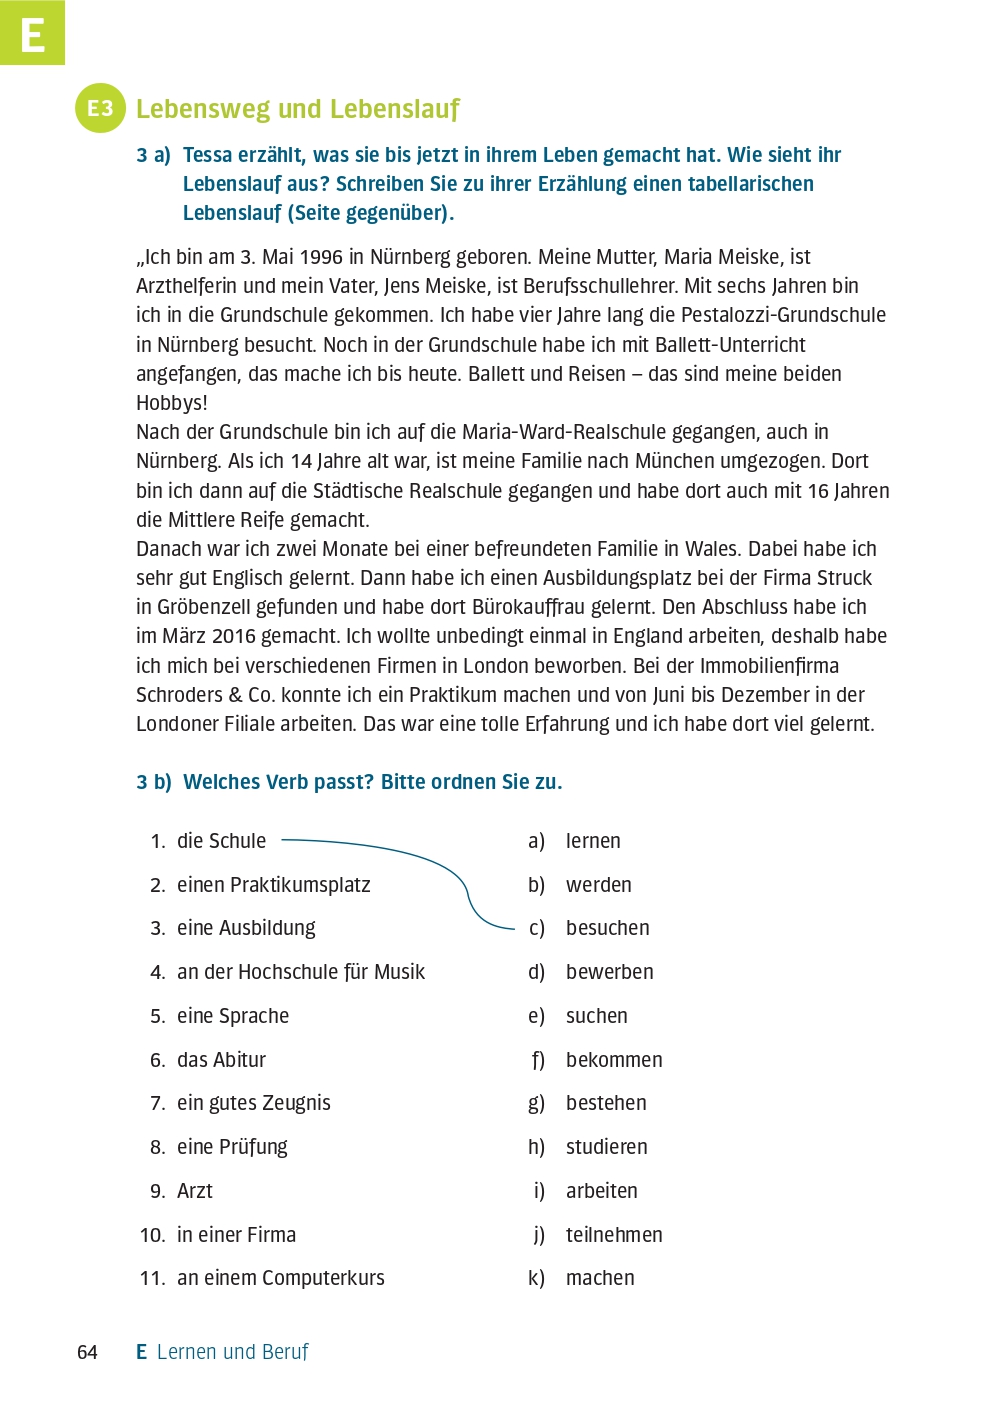 E
E3 Lebensweg und Lebenslauf
3 a) Tessa erzählt, was sie bis jetzt in ihrem Leben gemacht hat. Wie sieht ihr
Lebenslauf aus? Schreiben Sie zu ihrer Erzählung einen tabellarischen
Lebenslauf (Seite gegenüber).
„Ich bin am 3. Mai 1996 in Nürnberg geboren. Meine Mutter, Maria Meiske, ist
Arzthelferin und mein Vater, Jens Meiske, ist Berufsschullehrer. Mit sechs Jahren bin
ich in die Grundschule gekommen. Ich habe vier Jahre lang die Pestalozzi-Grundschule
in Nürnberg besucht. Noch in der Grundschule habe ich mit Ballett-Unterricht
angefangen, das mache ich bis heute. Ballett und Reisen – das sind meine beiden
Hobbys!
Nach der Grundschule bin ich auf die Maria-Ward-Realschule gegangen, auch in
Nürnberg. Als ich 14 Jahre alt war, ist meine Familie nach München umgezogen. Dort
bin ich dann auf die Städtische Realschule gegangen und habe dort auch mit 16 Jahren
die Mittlere Reife gemacht.
Danach war ich zwei Monate bei einer befreundeten Familie in Wales. Dabei habe ich
sehr gut Englisch gelernt. Dann habe ich einen Ausbildungsplatz bei der Firma Struck
in Gröbenzell gefunden und habe dort Bürokauffrau gelernt. Den Abschluss habe ich
im März 2016 gemacht. Ich wollte unbedingt einmal in England arbeiten, deshalb habe
ich mich bei verschiedenen Firmen in London beworben. Bei der Immobilienfirma
Schroders & Co. konnte ich ein Praktikum machen und von Juni bis Dezember in der
Londoner Filiale arbeiten. Das war eine tolle Erfahrung und ich habe dort viel gelernt.
3 b) Welches Verb passt? Bitte ordnen Sie zu.
1. die Schule a) lernen
2. einen Praktikumsplatz b) werden
3. eine Ausbildung c) besuchen
4. an der Hochschule für Musik d) bewerben
5. eine Sprache e) suchen
6. das Abitur f) bekommen
7. ein gutes Zeugnis g) bestehen
8. eine Prüfung h) studieren
9. Arzt i) arbeiten
10. in einer Firma j) teilnehmen
11. an einem Computerkurs k) machen
64 E Lernen und Beruf